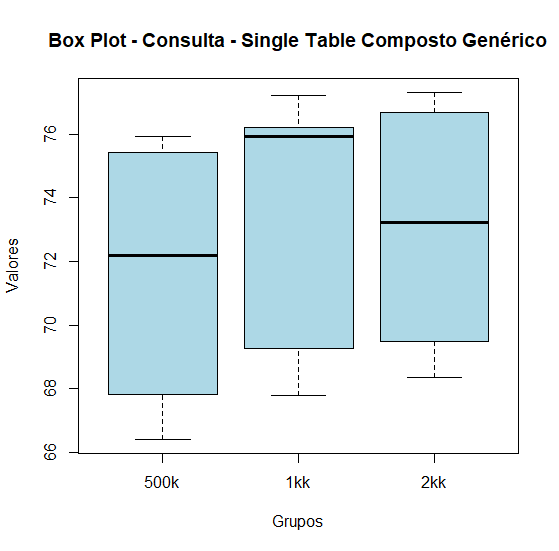 Box Plot - Consulta - Single Table Composto Genérico
Valores
76
74
72
70
68
66
500k
1kk
2kk
Grupos